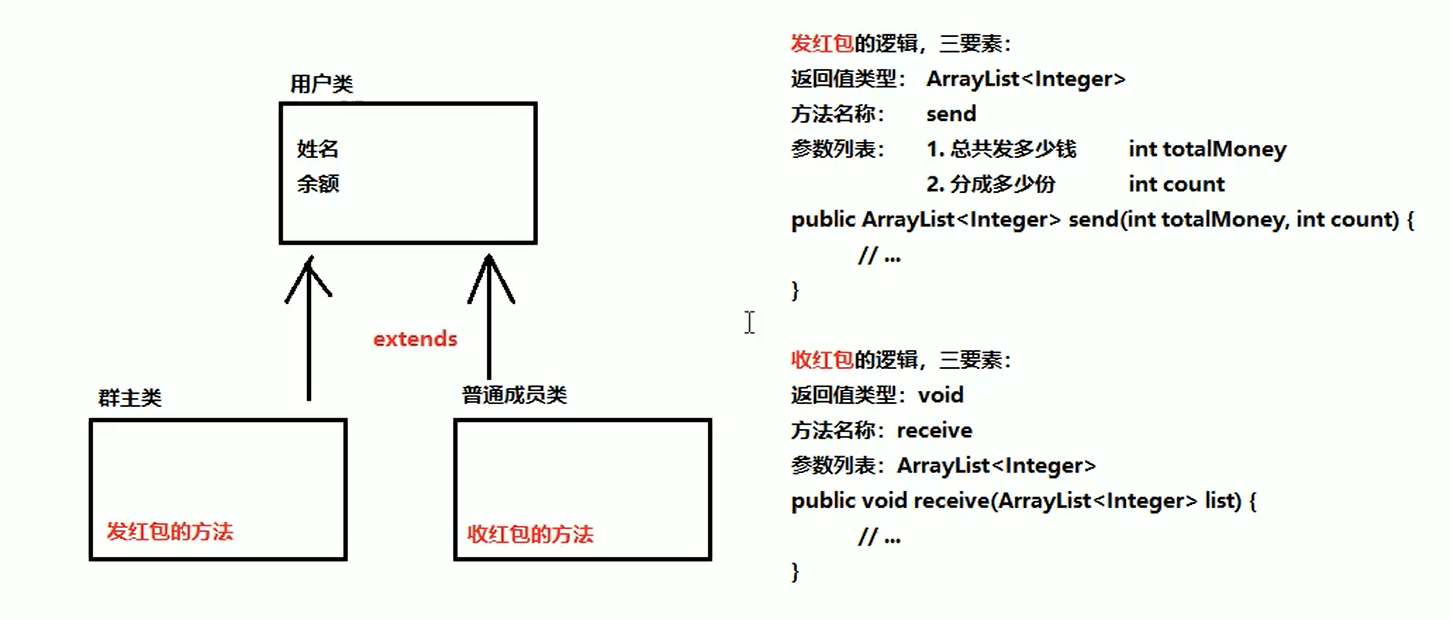 用户类
姓名
余额
extends
群主类
普通成员类
发红包的方法
收红包的方法
发红包的逻辑，三要素：
返回值类型： ArrayList<Integer>
方法名称： send
参数列表： 1. 总共发多少钱 int totalMoney
2. 分成多少份 int count
public ArrayList<Integer> send(int totalMoney, int count) {
// ...
}
收红包的逻辑，三要素：
返回值类型：void
方法名称：receive
参数列表：ArrayList<Integer>
public void receive(ArrayList<Integer> list) {
// ...
}